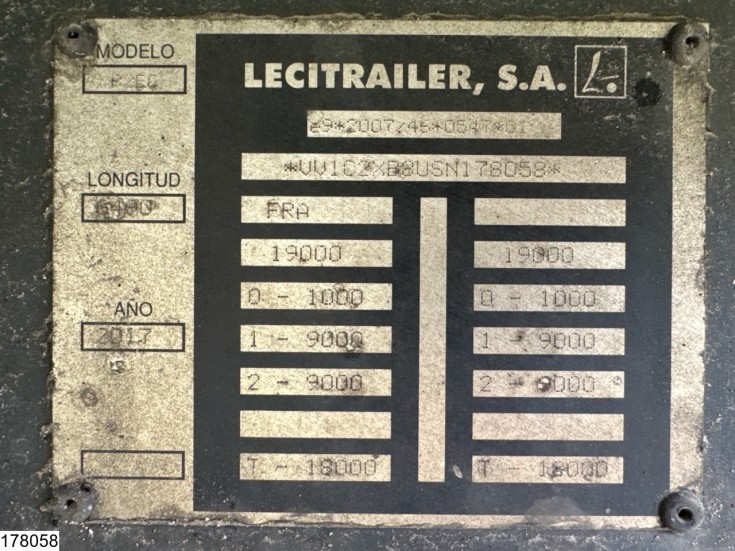 MODELO
LECITRAILER, S.A. L.
e9*2007/46*0547*01
*VV1C2XB3USN178058*
LONGITUD
FRA
19000 19000
0 - 1000 0 - 1000
AÑO
2017
1 - 9000 1 - 9000
2 - 9000 2 - 9000
T - 18000 T - 18000
178058